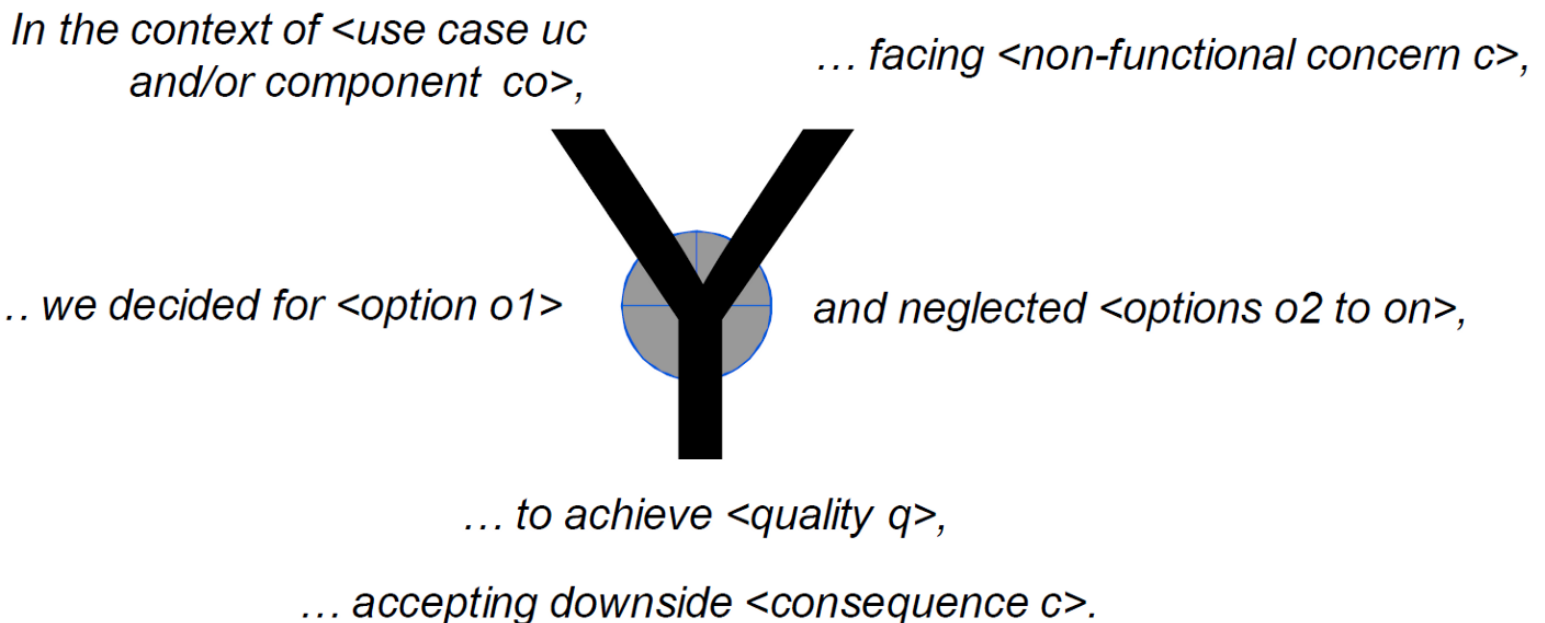 In the context of <use case uc
and/or component co>,
… facing <non-functional concern c>,
Y
.. we decided for <option o1>
and neglected <options o2 to on>,
… to achieve <quality q>,
… accepting downside <consequence c>.